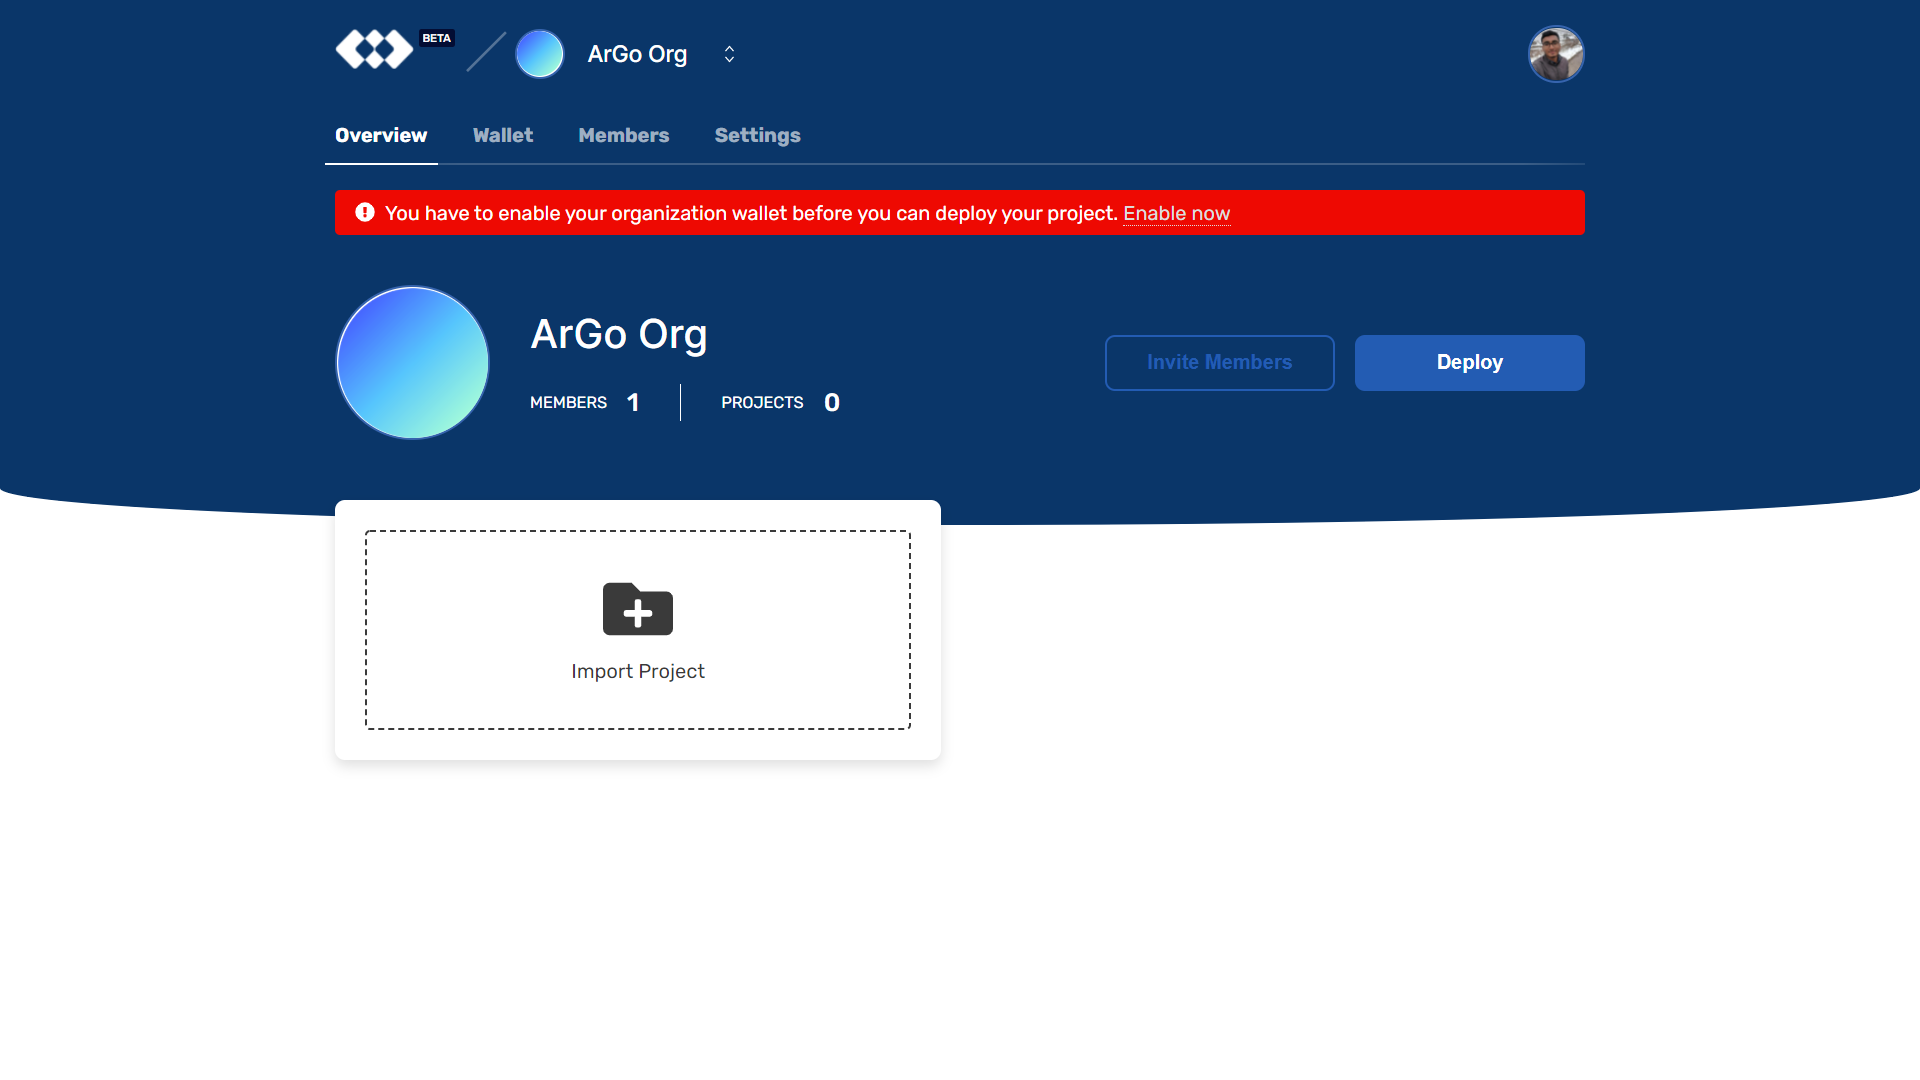 BETA
ArGo Org
Overview Wallet Members Settings
You have to enable your organization wallet before you can deploy your project. Enable now
ArGo Org
MEMBERS 1 PROJECTS 0
Invite Members Deploy
Import Project